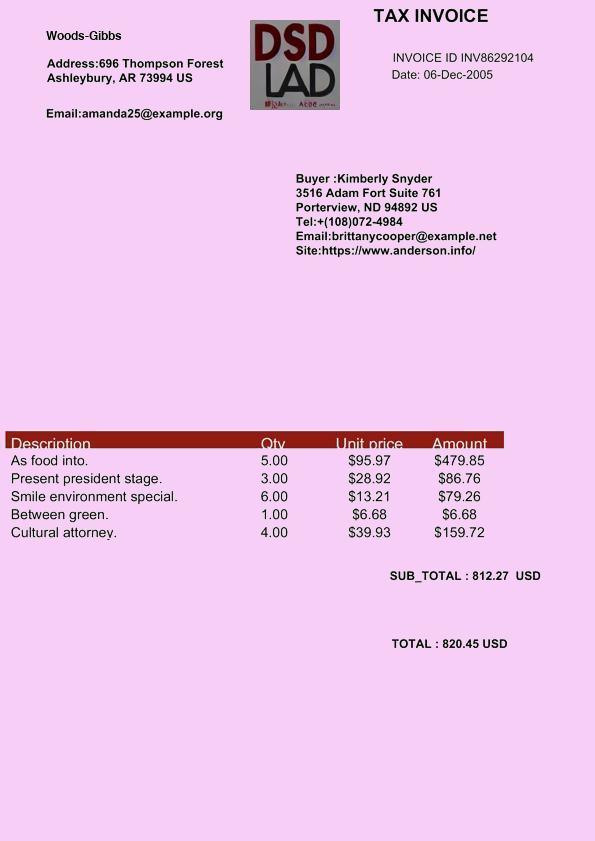 TAX INVOICE
Woods-Gibbs
DSD
LAD
INVOICE ID INV86292104
Address:696 Thompson Forest
Date: 06-Dec-2005
Ashleybury, AR 73994 US
Email:amanda25@example.org
Buyer :Kimberly Snyder
3516 Adam Fort Suite 761
Porterview, ND 94892 US
Tel:+(108)072-4984
Email:brittanycooper@example.net
Site:https://www.anderson.info/
Description Qty Unit price Amount
As food into. 5.00 $95.97 $479.85
Present president stage. 3.00 $28.92 $86.76
Smile environment special. 6.00 $13.21 $79.26
Between green. 1.00 $6.68 $6.68
Cultural attorney. 4.00 $39.93 $159.72
SUB_TOTAL : 812.27 USD
TOTAL : 820.45 USD